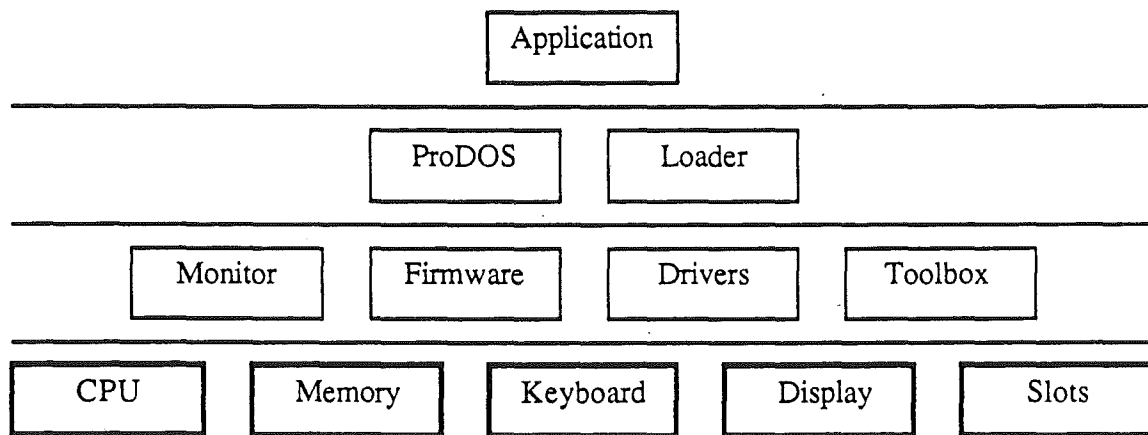 Application
ProDOS Loader
Monitor Firmware Drivers Toolbox
CPU Memory Keyboard Display Slots